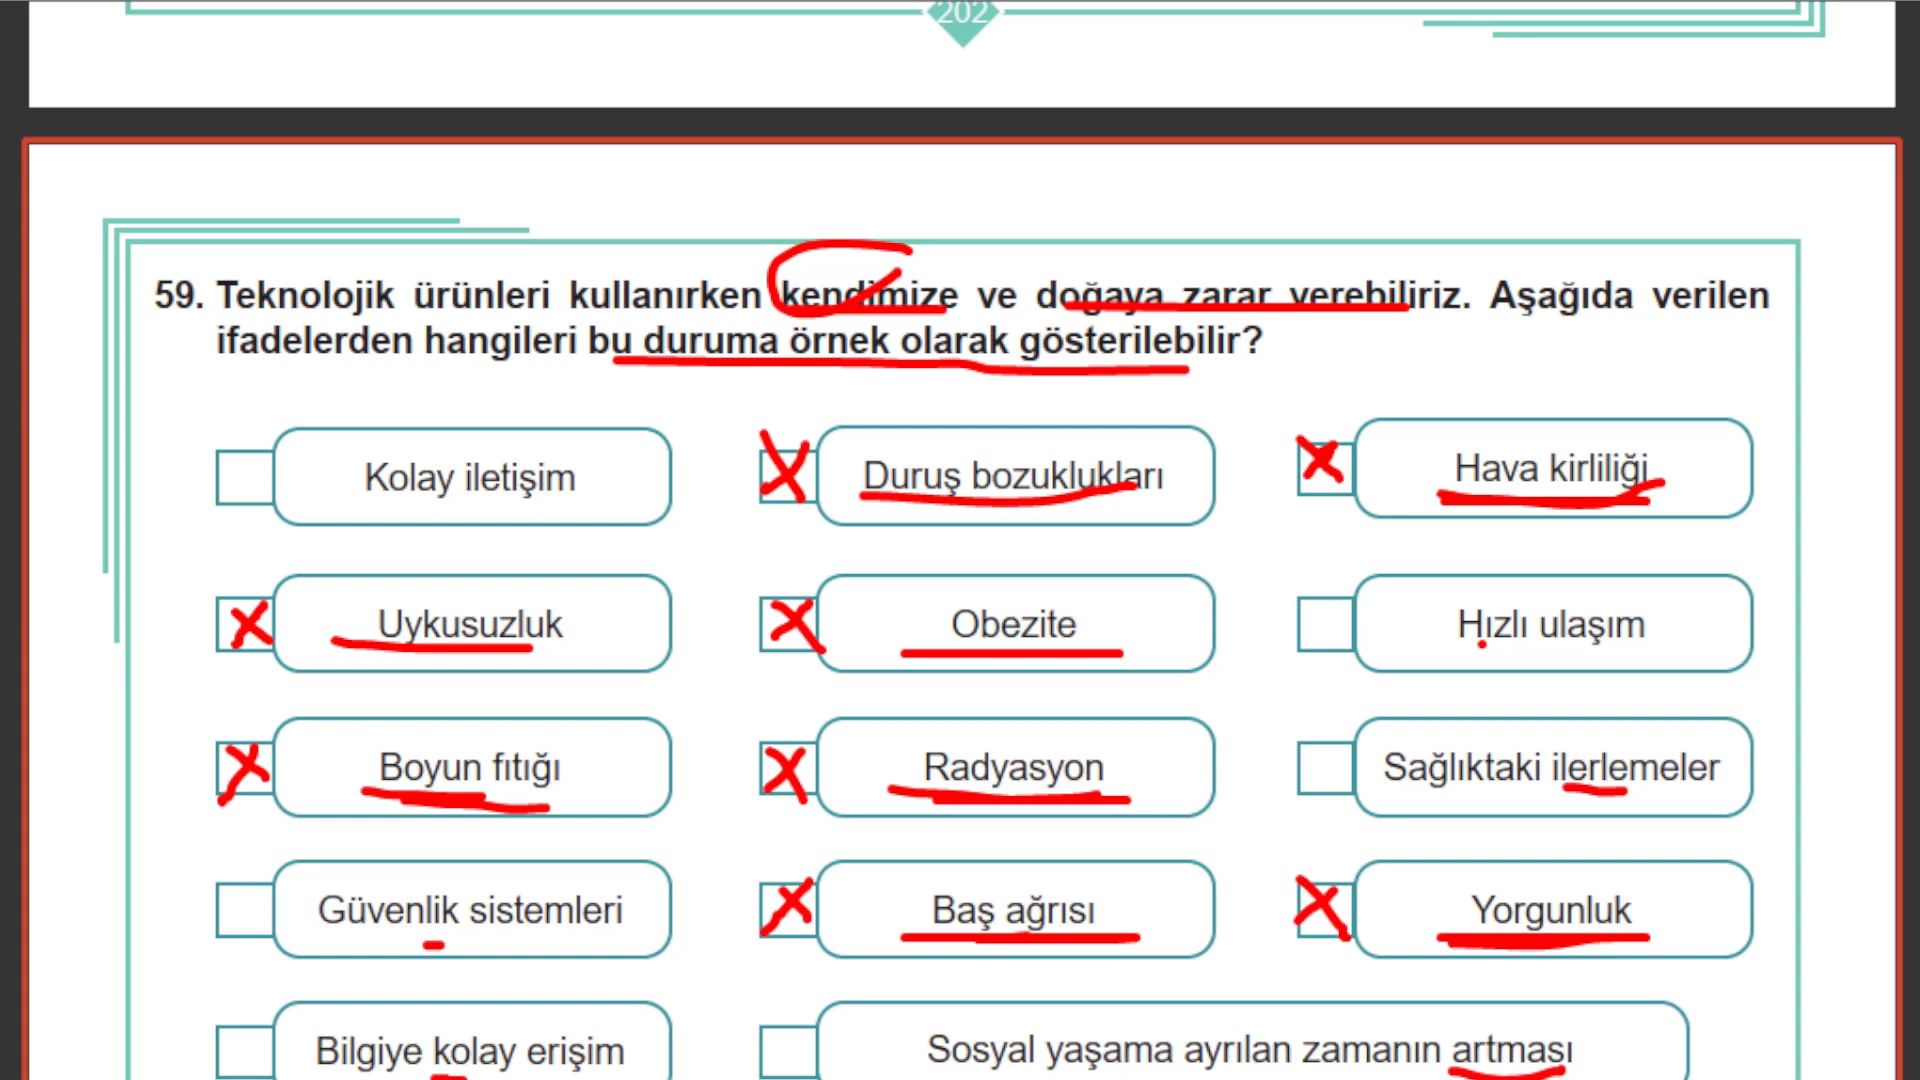 202
59. Teknolojik ürünleri kullanırken kendimize ve doğaya zarar verebiliriz. Aşağıda verilen
ifadelerden hangileri bu duruma örnek olarak gösterilebilir?
Kolay iletişim
Duruş bozuklukları
Hava kirliliği
Uykusuzluk
Obezite
Hızlı ulaşım
Boyun fıtığı
Radyasyon
Sağlıktaki ilerlemeler
Güvenlik sistemleri
Baş ağrısı
Yorgunluk
Bilgiye kolay erişim
Sosyal yaşama ayrılan zamanın artması